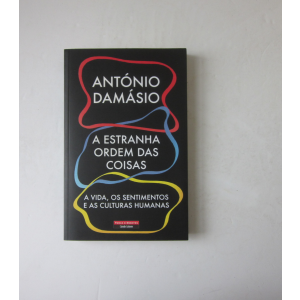 ANTÓNIO
DAMÁSIO
A ESTRANHA
ORDEM DAS
COISAS
A VIDA, OS SENTIMENTOS
E AS CULTURAS HUMANAS